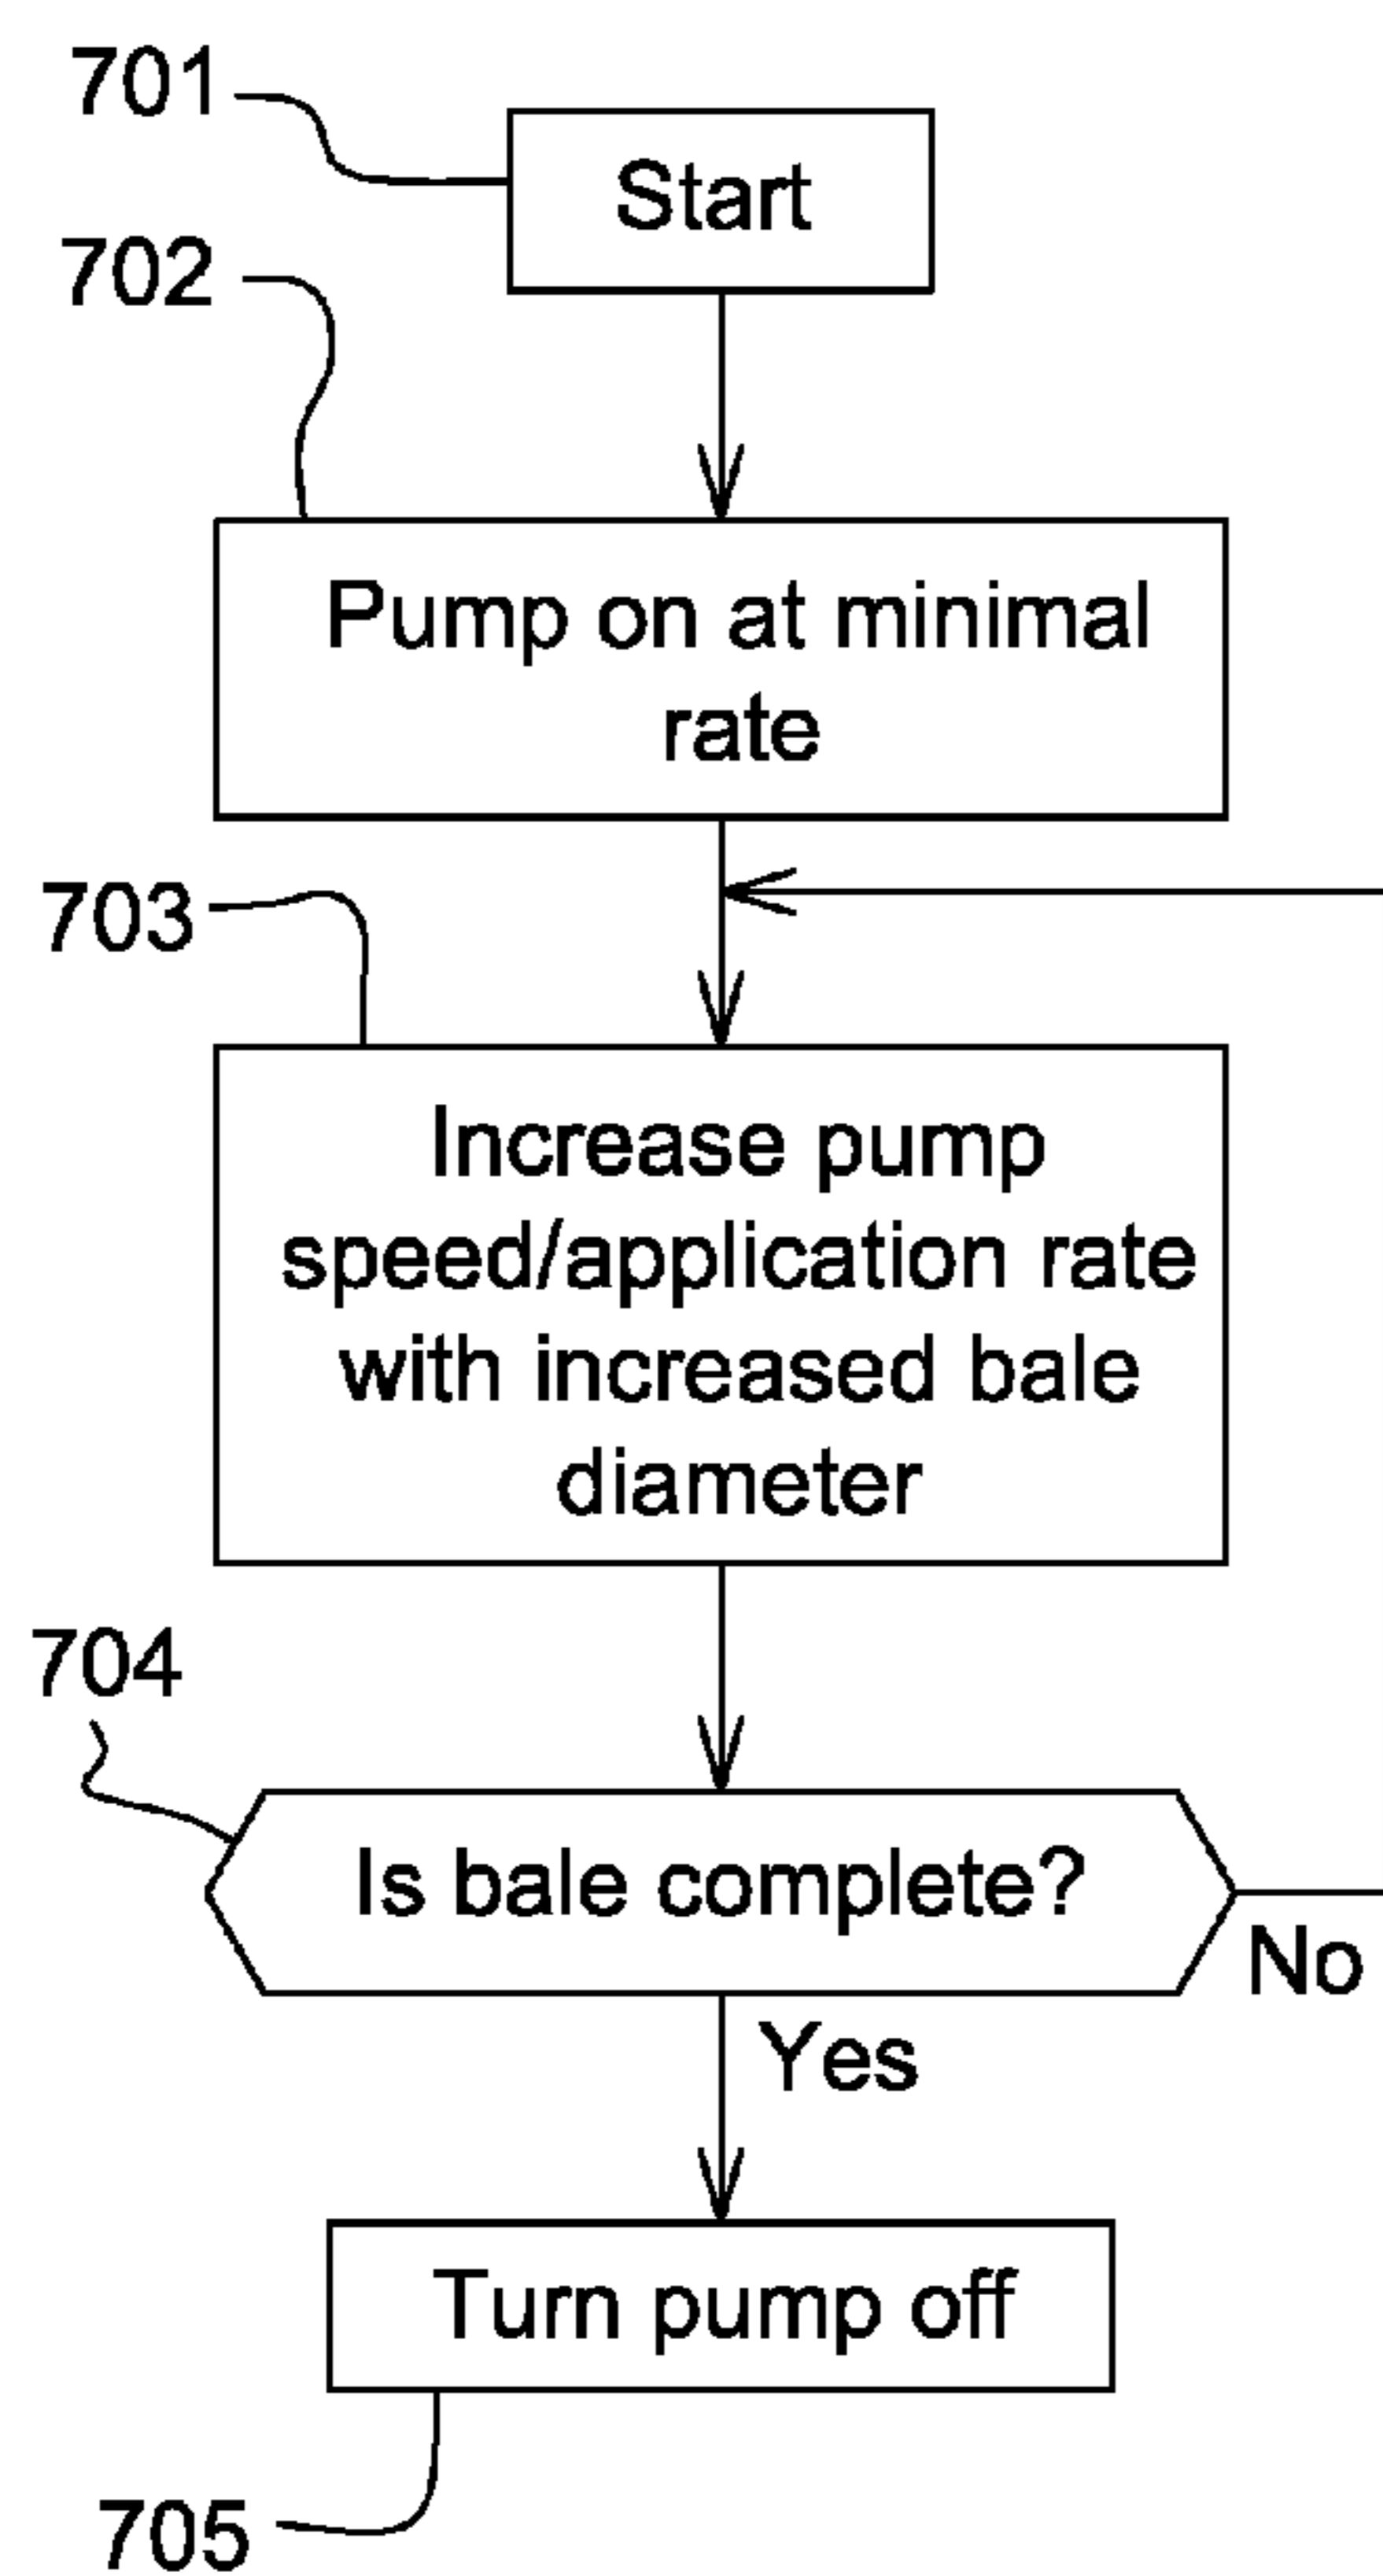 701
Start
702
Pump on at minimal
rate
703
Increase pump
speed/application rate
with increased bale
diameter
704
Is bale complete?
No
Yes
Turn pump off
705